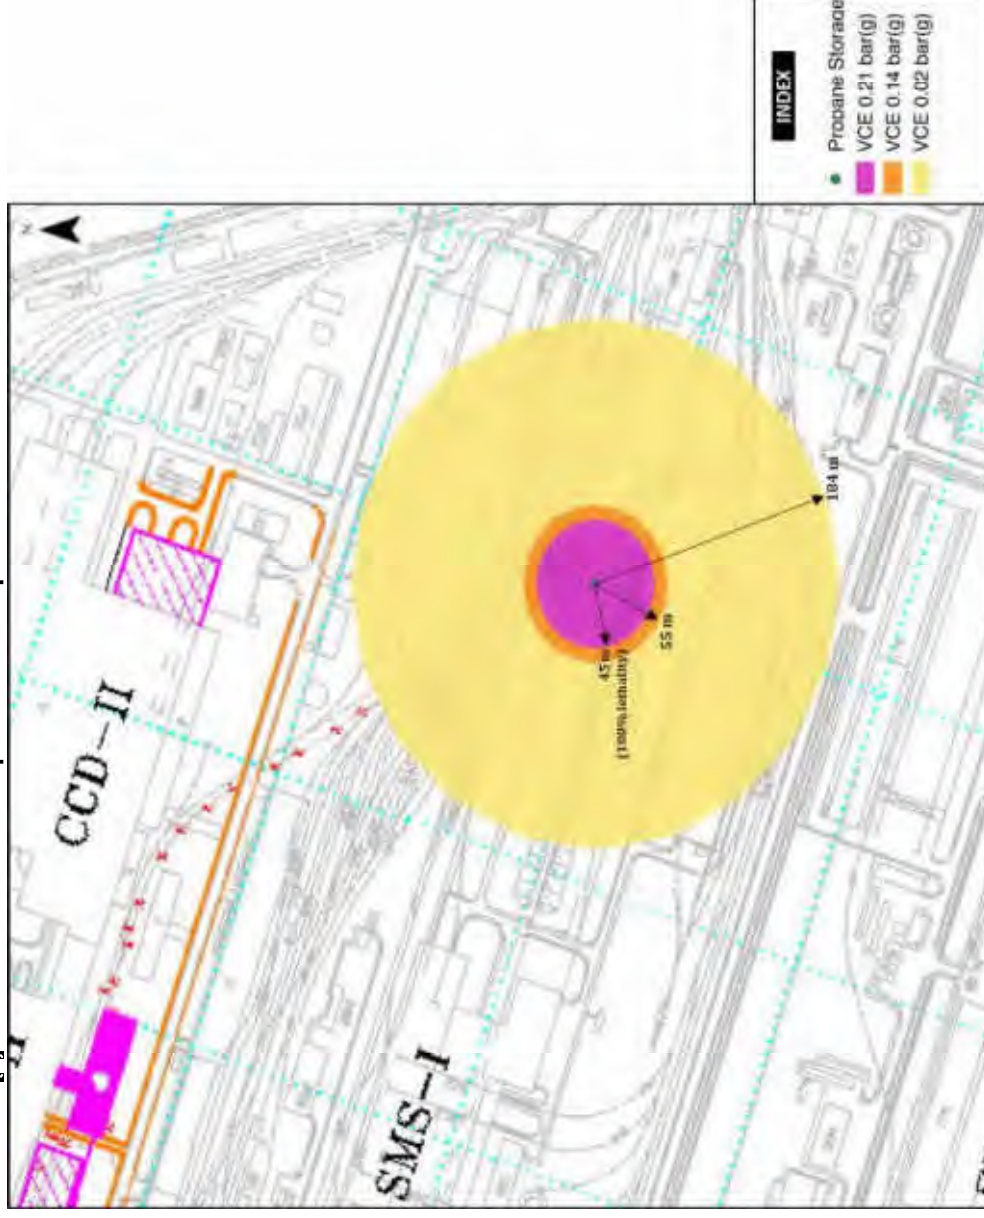 INDEX
Propane Storage
VCE 0.21 bar(g)
VCE 0.14 bar(g)
VCE 0.02 bar(g)
N
CCD-II
SMS-I
45 m
(100% lethality)
55 m
184 m